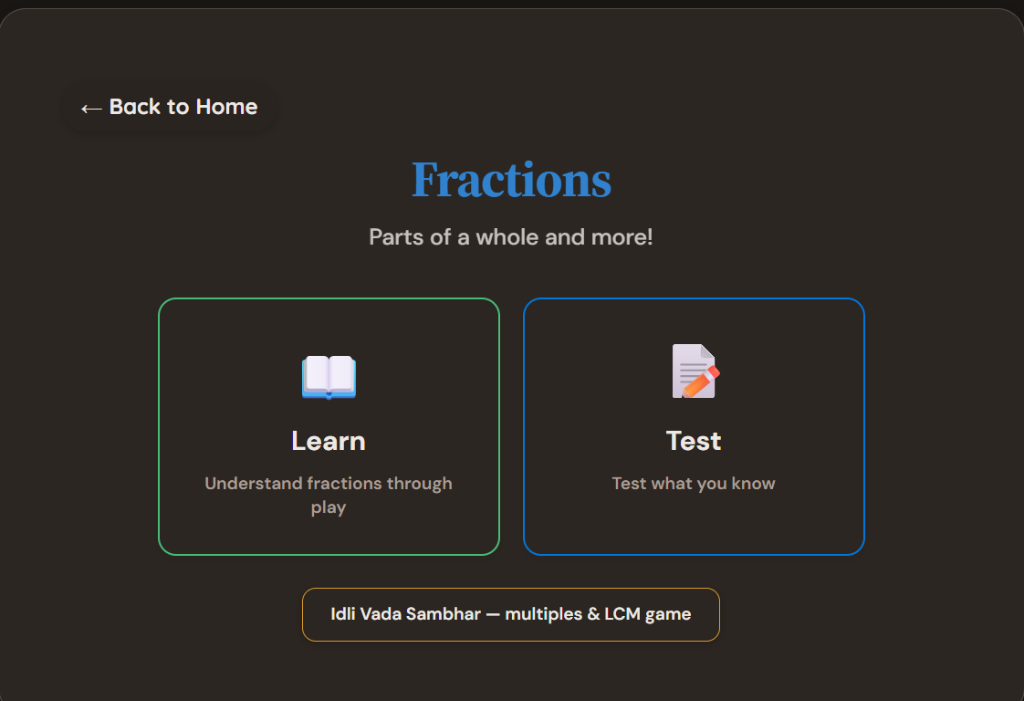 ← Back to Home
Fractions
Parts of a whole and more!
Learn
Understand fractions through
play
Test
Test what you know
Idli Vada Sambhar — multiples & LCM game